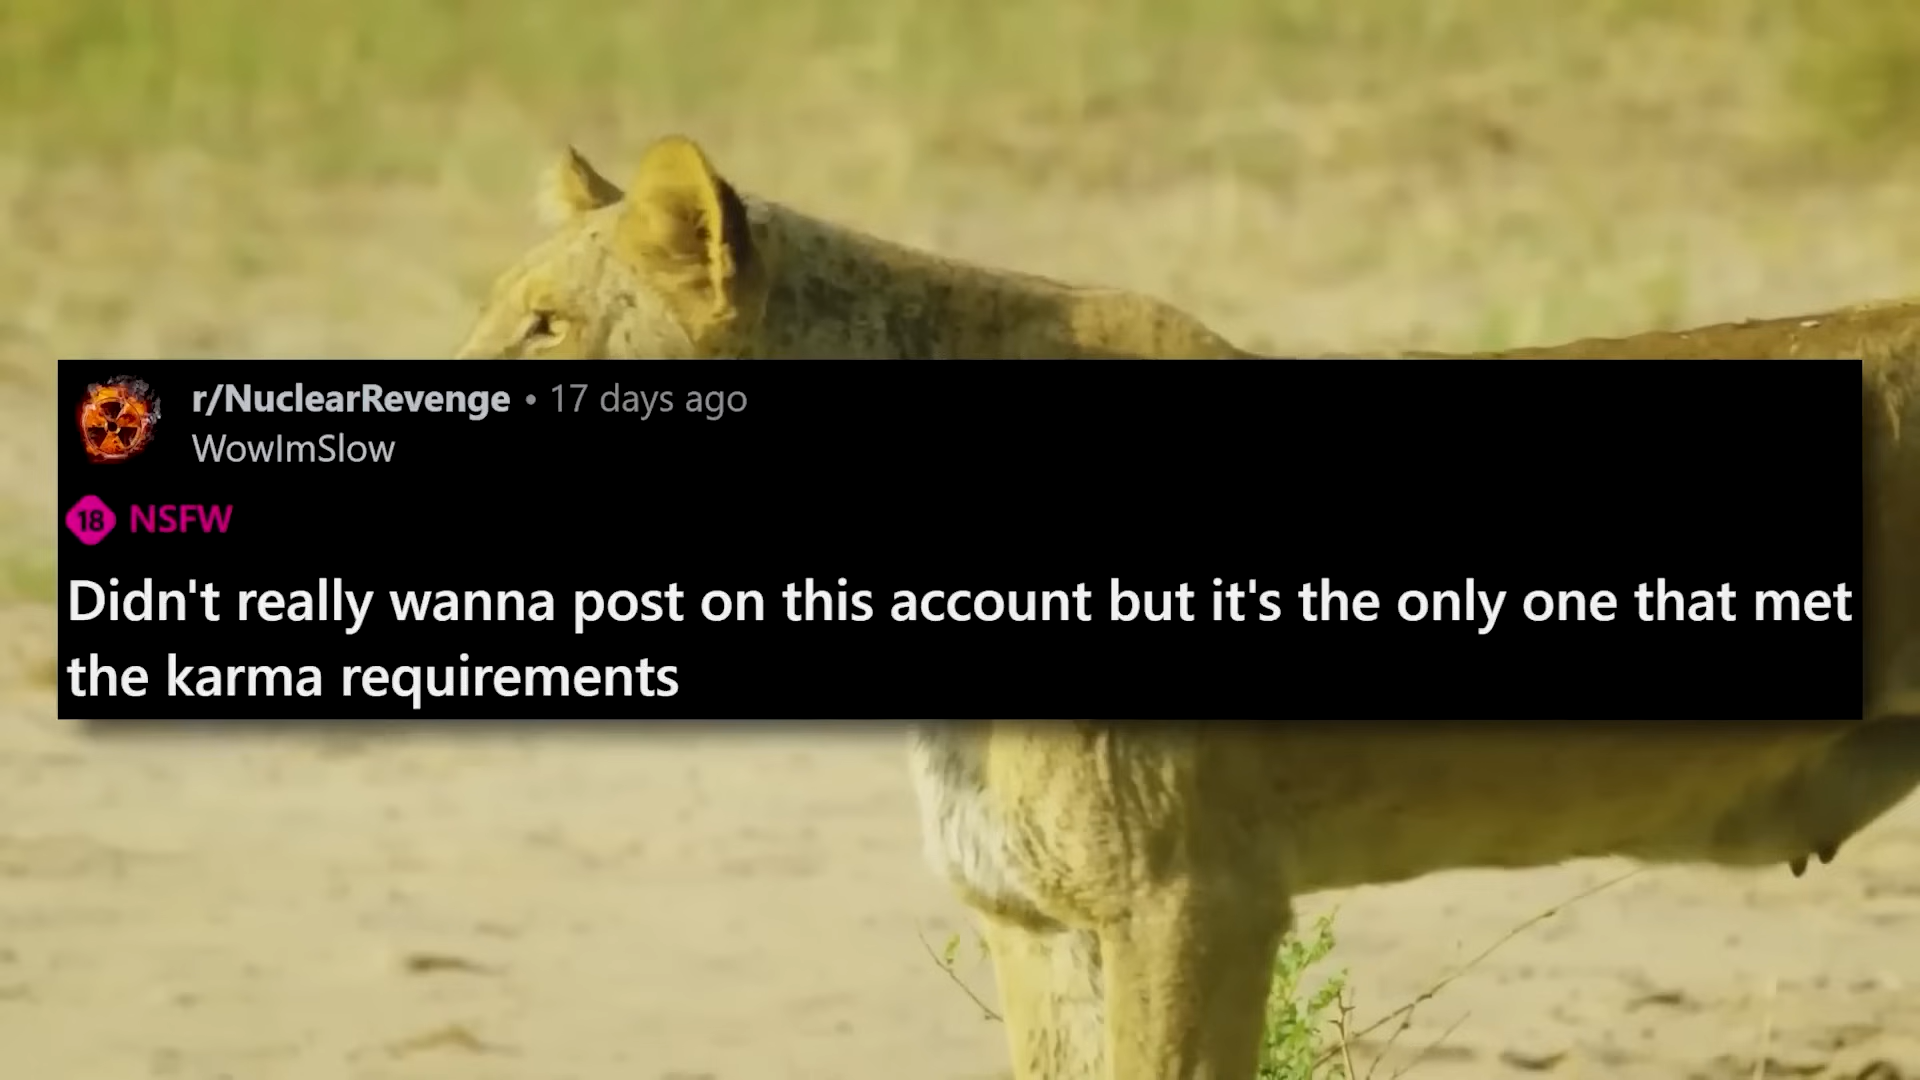 r/NuclearRevenge • 17 days ago
WowImSlow
18 NSFW
Didn't really wanna post on this account but it's the only one that met
the karma requirements